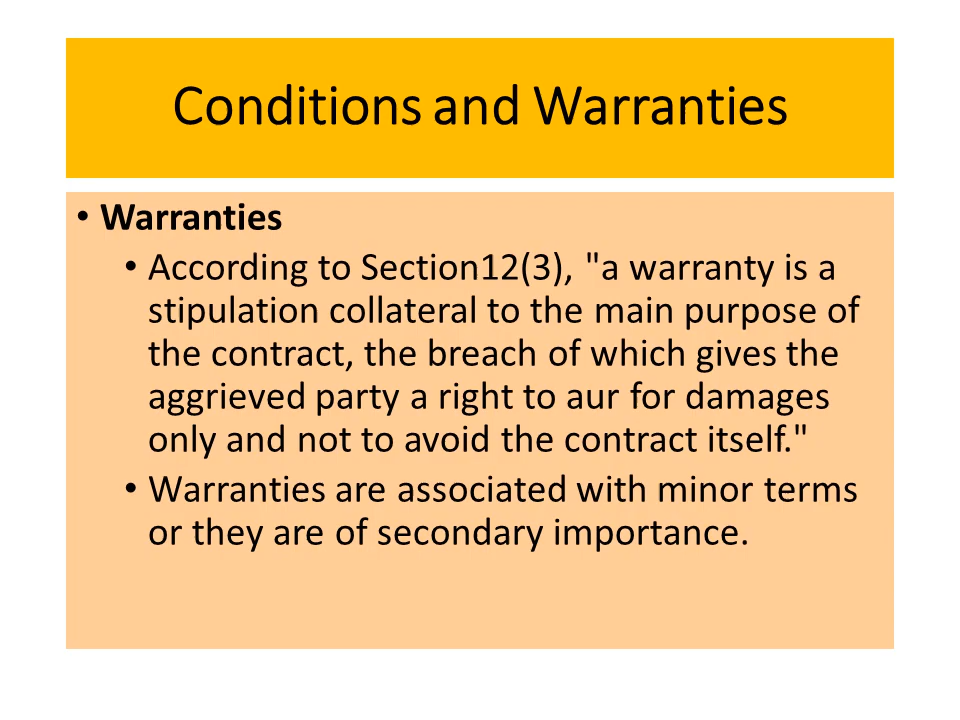 Conditions and Warranties
• Warranties
• According to Section12(3), "a warranty is a
stipulation collateral to the main purpose of
the contract, the breach of which gives the
aggrieved party a right to aur for damages
only and not to avoid the contract itself."
• Warranties are associated with minor terms
or they are of secondary importance.